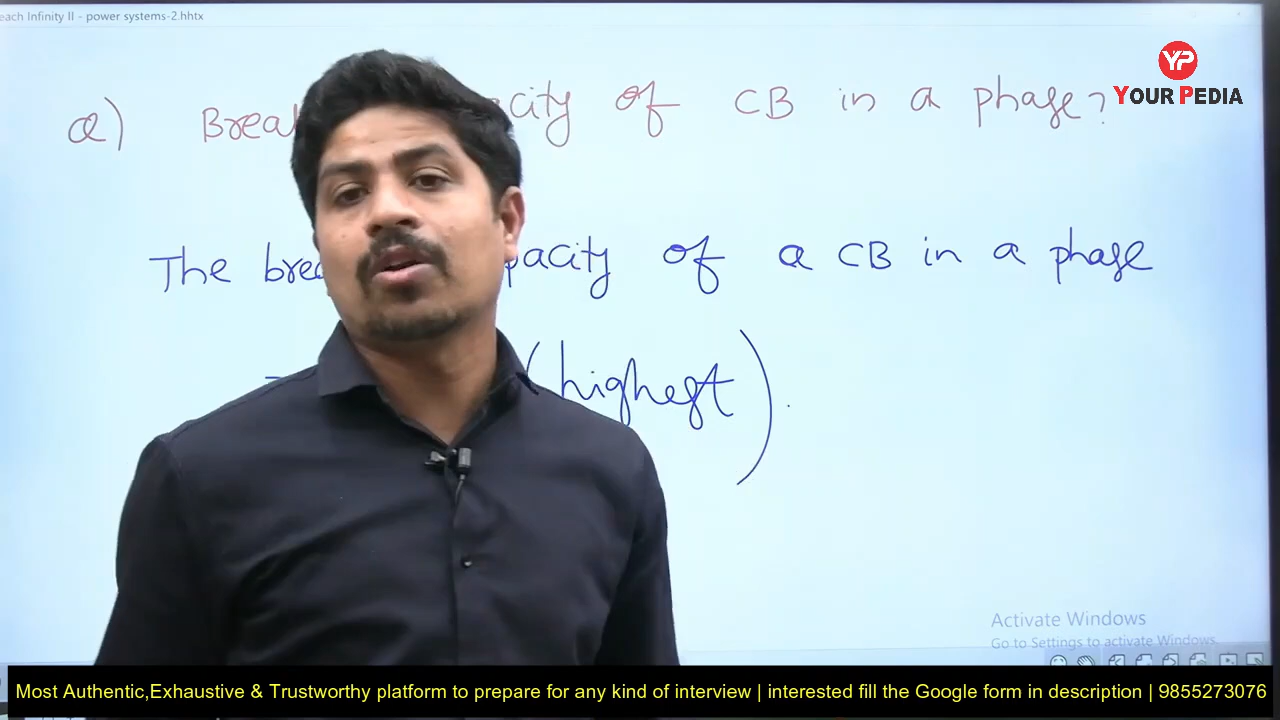 each Infinity II - power systems-2.hhtx
YP
YOUR PEDIA
a) Break acity of CB in a phase?
The brea pacity of a CB in a phase
= (highest).
Activate Windows
Go to Settings to activate Windows.
Most Authentic,Exhaustive & Trustworthy platform to prepare for any kind of interview | interested fill the Google form in description | 9855273076